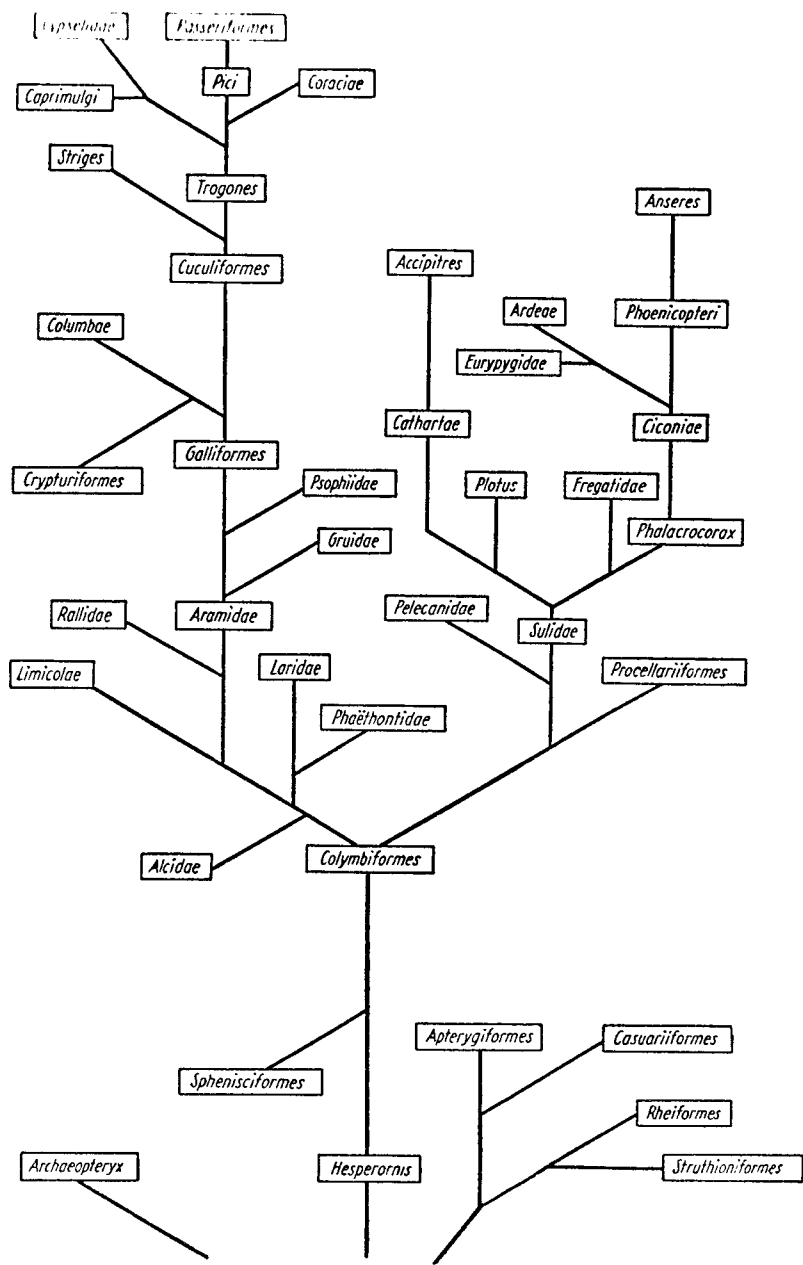 Cypselidae
Passeriformes
Pici
Coraciae
Caprimulgi
Striges
Trogones
Anseres
Cuculiformes
Accipitres
Columbae
Ardeae
Phoenicopteri
Eurypygidae
Cathartae
Ciconiae
Galliformes
Crypturiformes
Psophiidae
Plotus
Fregatidae
Phalacrocorax
Gruidae
Rallidae
Aramidae
Pelecanidae
Sulidae
Limicolae
Laridae
Procellariiformes
Phaëthontidae
Alcidae
Colymbiformes
Apterygiformes
Casuariiformes
Sphenisciformes
Rheiformes
Archaeopteryx
Hesperornis
Struthioniformes